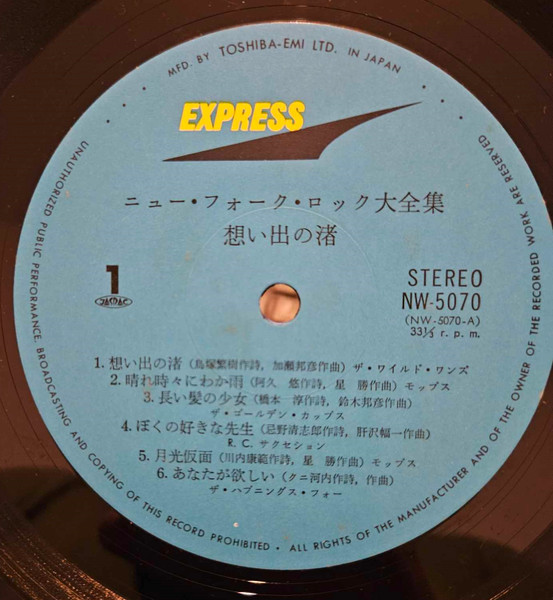 MFD. BY TOSHIBA-EMI LTD. IN JAPAN
EXPRESS
ニュー・フォーク・ロック大全集
想い出の渚
1
STEREO
NW-5070
(NW-5070-A)
33⅓ r. p. m.
1. 想い出の渚(鳥塚繁樹作詩, 加瀬邦彦作曲) ザ・ワイルド・ワンズ
2. 晴れ時々にわか雨(阿久 悠作詩, 星 勝作曲) モップス
3. 長い髪の少女(橋本 淳作詩, 鈴木邦彦作曲)
ザ・ゴールデン・カップス
4. ぼくの好きな先生(忌野清志郎作詩, 肝沢幅一作曲)
R. C. サクセション
5. 月光仮面(川内康範作詩, 星 勝作曲) モップス
6. あなたが欲しい(クニ河内作詩, 作曲)
ザ・ハプニングス・フォー
UNAUTHORIZED PUBLIC PERFORMANCE, BROADCASTING AND COPYING OF THIS RECORD PROHIBITED • ALL RIGHTS OF THE MANUFACTURER AND OF THE OWNER OF THE RECORDED WORK ARE RESERVED